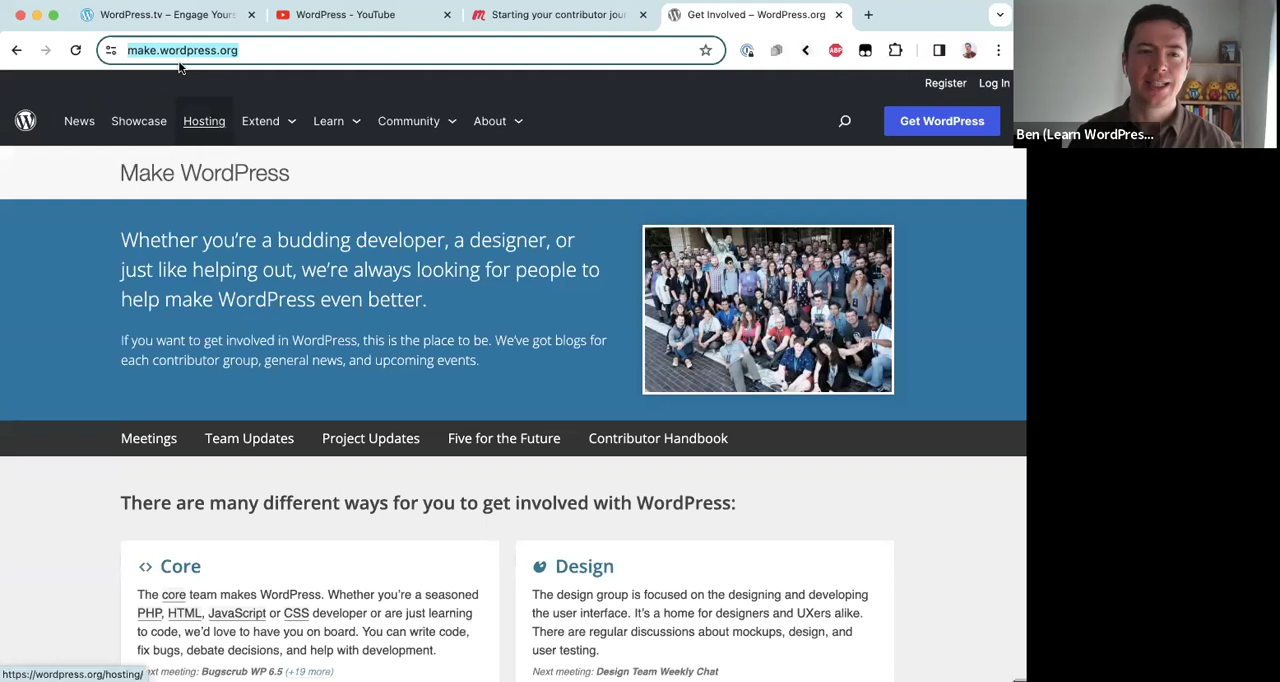 WordPress.tv – Engage Yours
WordPress - YouTube
Starting your contributor jour
Get Involved – WordPress.org
make.wordpress.org
ABP
Register
Log In
News
Showcase
Hosting
Extend
Learn
Community
About
Get WordPress
Ben (Learn WordPres...
Make WordPress
Whether you're a budding developer, a designer, or
just like helping out, we're always looking for people to
help make WordPress even better.
If you want to get involved in WordPress, this is the place to be. We've got blogs for
each contributor group, general news, and upcoming events.
Meetings
Team Updates
Project Updates
Five for the Future
Contributor Handbook
There are many different ways for you to get involved with WordPress:
Core
The core team makes WordPress. Whether you're a seasoned
PHP, HTML, JavaScript or CSS developer or are just learning
to code, we'd love to have you on board. You can write code,
fix bugs, debate decisions, and help with development.
ext meeting: Bugscrub WP 6.5 (+19 more)
Design
The design group is focused on the designing and developing
the user interface. It's a home for designers and UXers alike.
There are regular discussions about mockups, design, and
user testing.
Next meeting: Design Team Weekly Chat
https://wordpress.org/hosting/